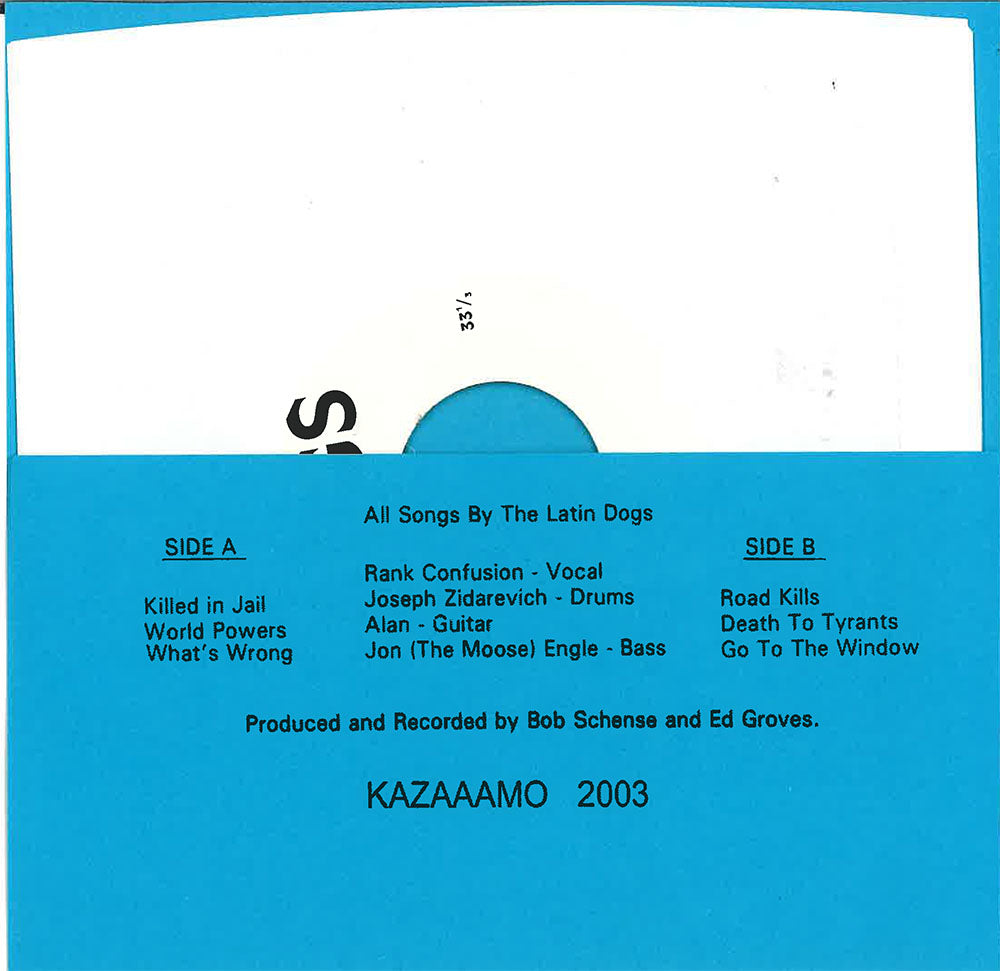 33⅓
S
All Songs By The Latin Dogs
SIDE A
Killed in Jail
World Powers
What's Wrong
Rank Confusion - Vocal
Joseph Zidarevich - Drums
Alan - Guitar
Jon (The Moose) Engle - Bass
SIDE B
Road Kills
Death To Tyrants
Go To The Window
Produced and Recorded by Bob Schense and Ed Groves.
KAZAAAMO 2003